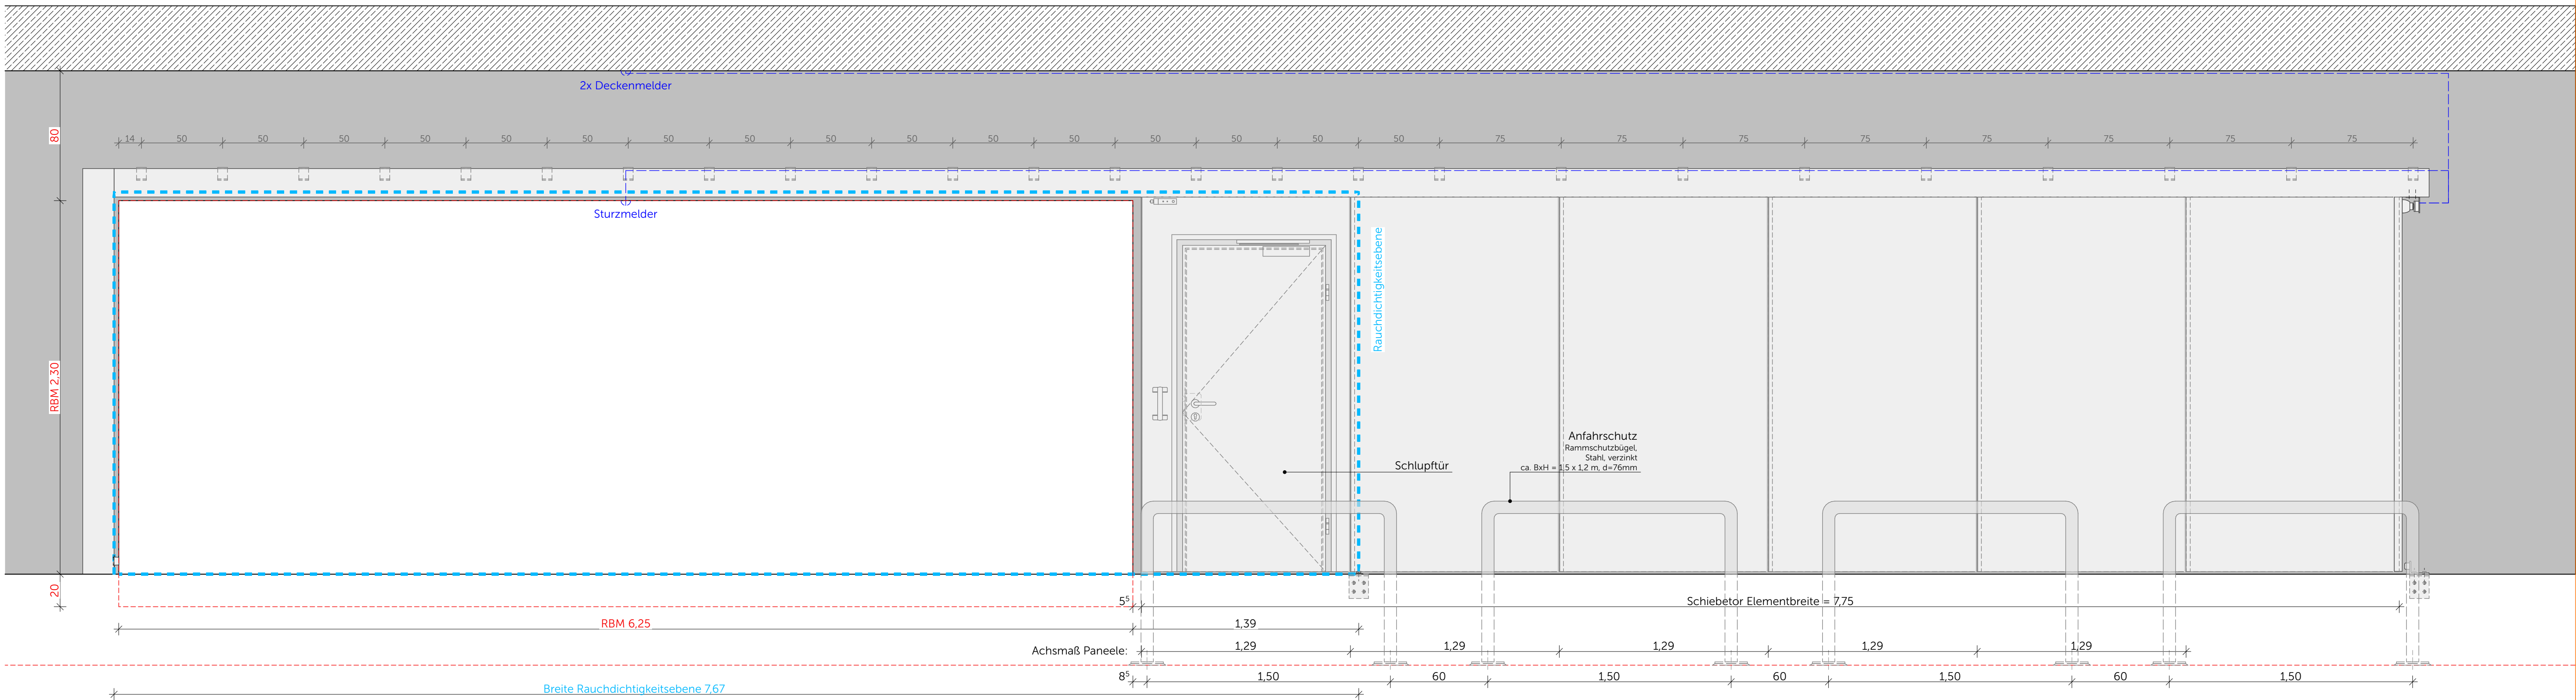 2x Deckenmelder
80
14 50 50 50 50 50 50 50 50 50 50 50 50 50 50 50 50 75 75 75 75 75 75 75 75
Sturzmelder
Rauchdichtigkeitsebene
RBM 2,30
Anfahrschutz
Rammschutzbügel,
Stahl, verzinkt
ca. BxH = 1,5 x 1,2 m, d=76mm
Schlupftür
20
5⁵
Schiebetor Elementbreite = 7,75
RBM 6,25
1,39
Achsmaß Paneele:
1,29 1,29 1,29 1,29 1,29
8⁵ 1,50 60 1,50 60 1,50 60 1,50
Breite Rauchdichtigkeitsebene 7,67